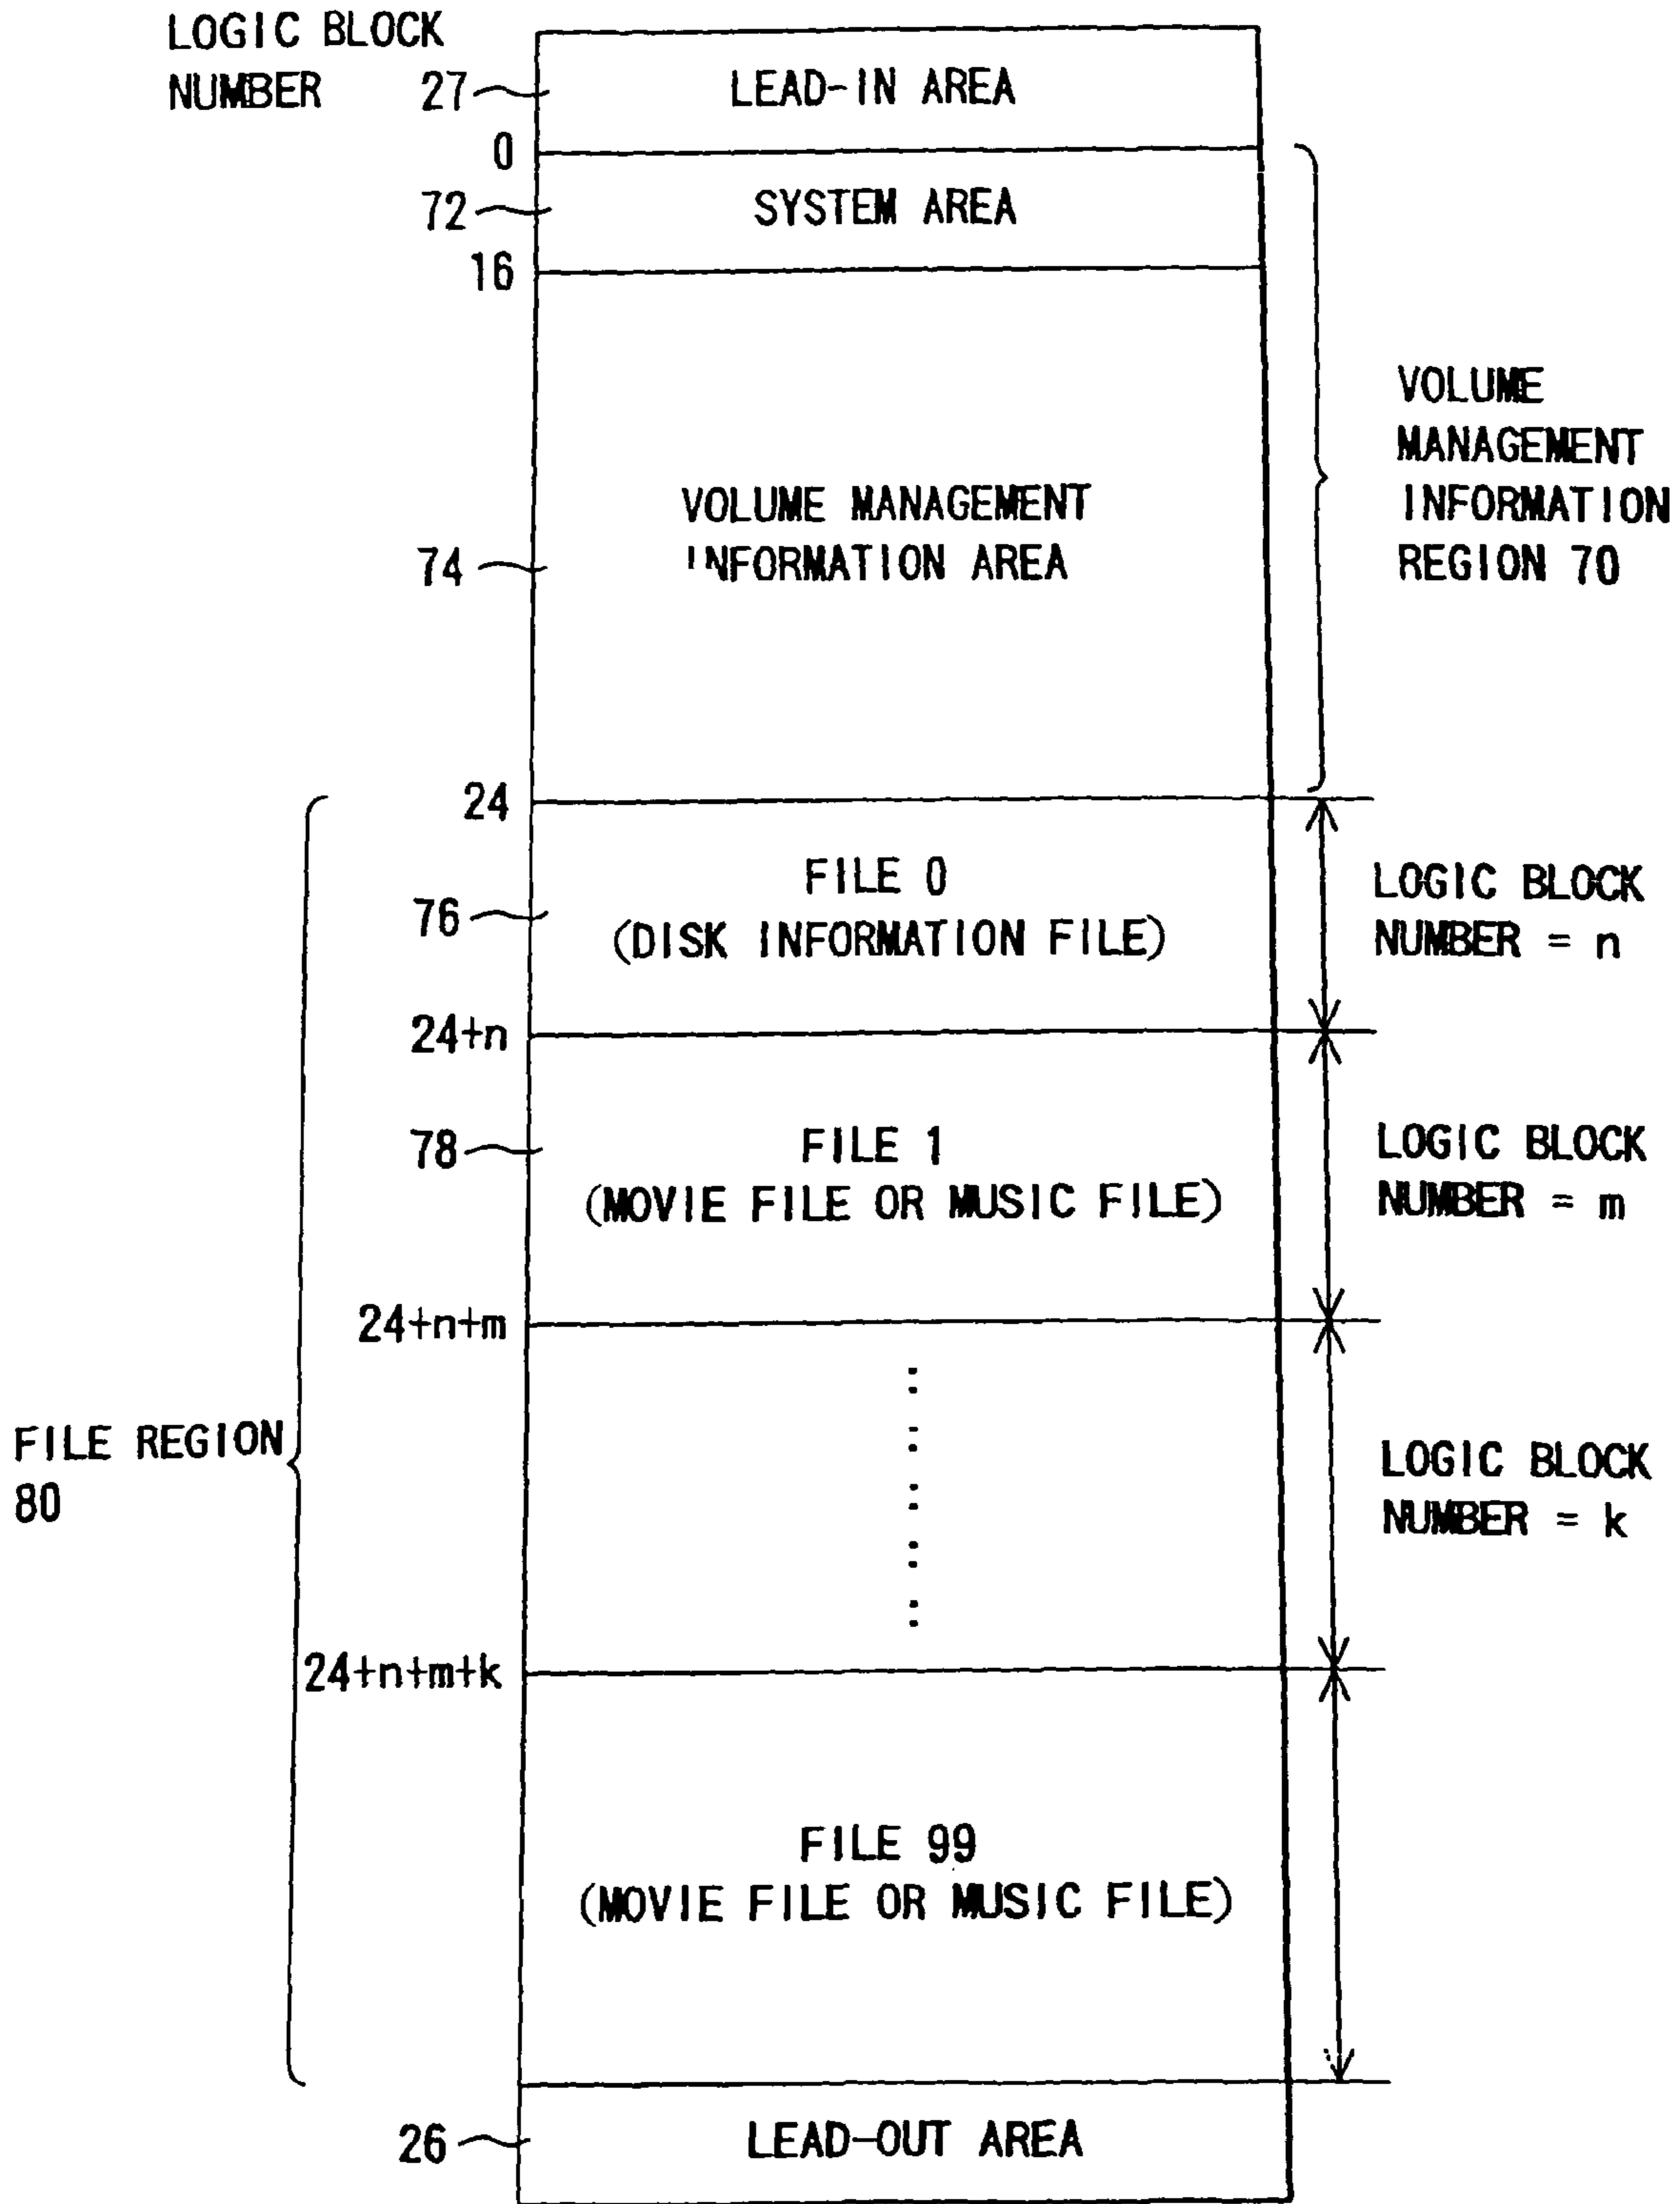 LOGIC BLOCK
NUMBER
27
LEAD-IN AREA
0
72
SYSTEM AREA
16
VOLUME
MANAGEMENT
INFORMATION
REGION 70
VOLUME MANAGEMENT
INFORMATION AREA
74
24
FILE 0
(DISK INFORMATION FILE)
76
LOGIC BLOCK
NUMBER = n
24+n
78
FILE 1
(MOVIE FILE OR MUSIC FILE)
LOGIC BLOCK
NUMBER = m
24+n+m
FILE REGION
80
LOGIC BLOCK
NUMBER = k
24+n+m+k
FILE 99
(MOVIE FILE OR MUSIC FILE)
26
LEAD-OUT AREA